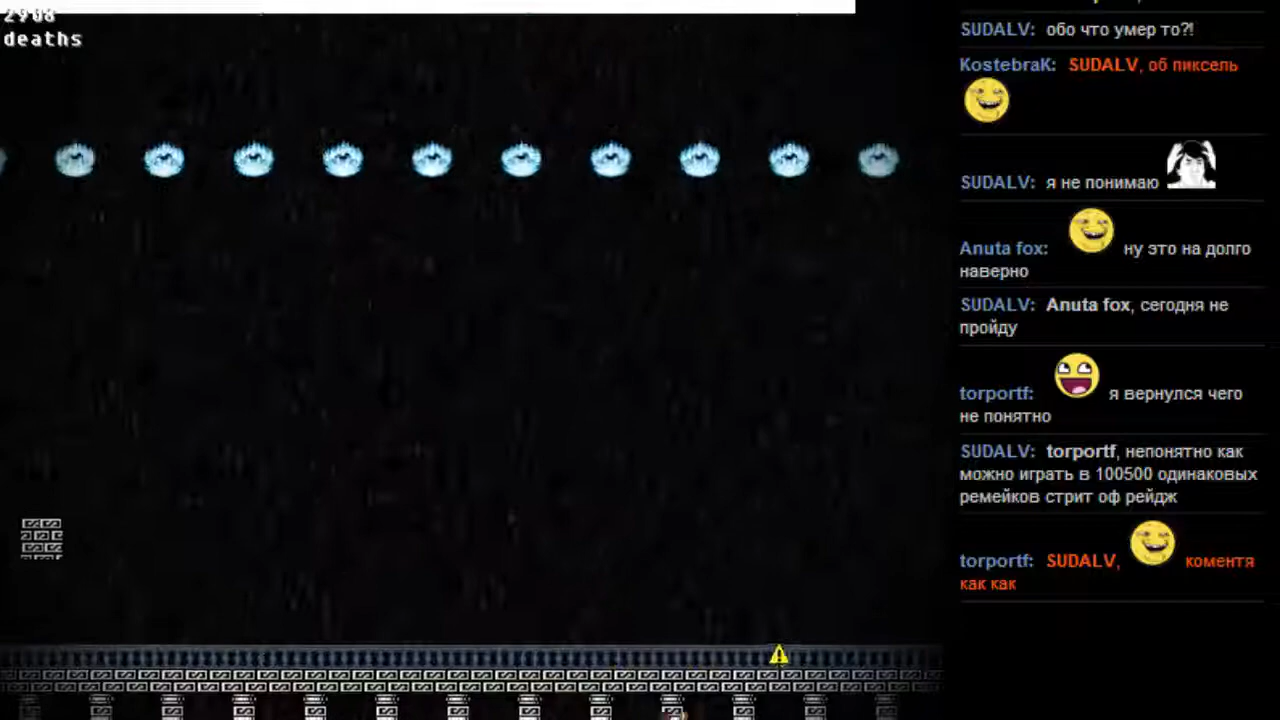 2908
deaths
SUDALV: обо что умер то?!
KostebraK: SUDALV, об пиксель
SUDALV: я не понимаю
Anuta fox: ну это на долго
наверно
SUDALV: Anuta fox, сегодня не
пройду
torportf: я вернулся чего
не понятно
SUDALV: torportf, непонятно как
можно играть в 100500 одинаковых
ремейков стрит оф рейдж
torportf: SUDALV, коментя
как как